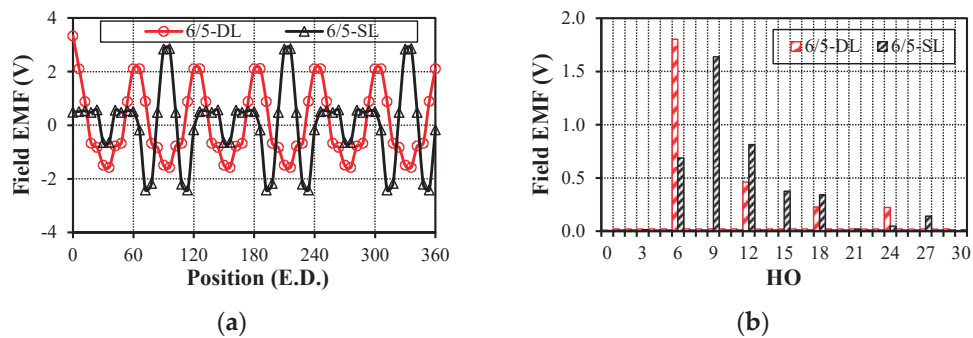 6/5-DL 6/5-SL
Field EMF (V)
4
2
0
-2
-4
0 60 120 180 240 300 360
Position (E.D.)
(a)
6/5-DL 6/5-SL
Field EMF (V)
2.0
1.5
1.0
0.5
0.0
0 3 6 9 12 15 18 21 24 27 30
HO
(b)